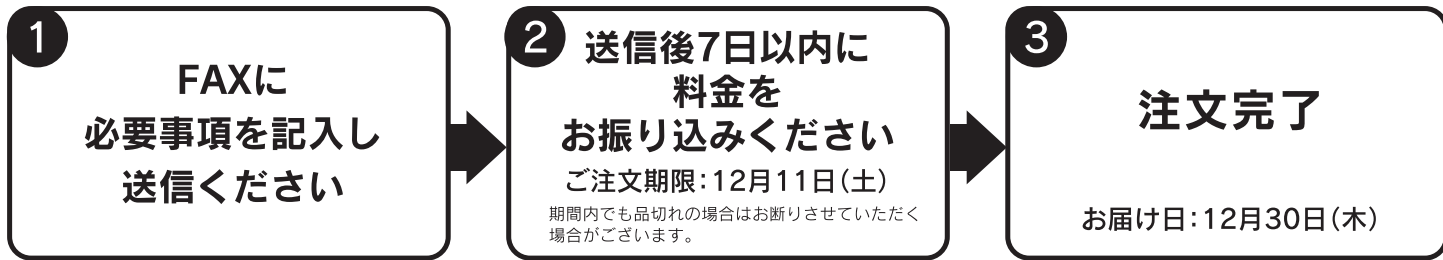 1
FAXに
必要事項を記入し
送信ください
2
送信後7日以内に
料金を
お振り込みください
ご注文期限：12月11日（土）
期間内でも品切れの場合はお断りさせていただく
場合がございます。
3
注文完了
お届け日：12月30日（木）